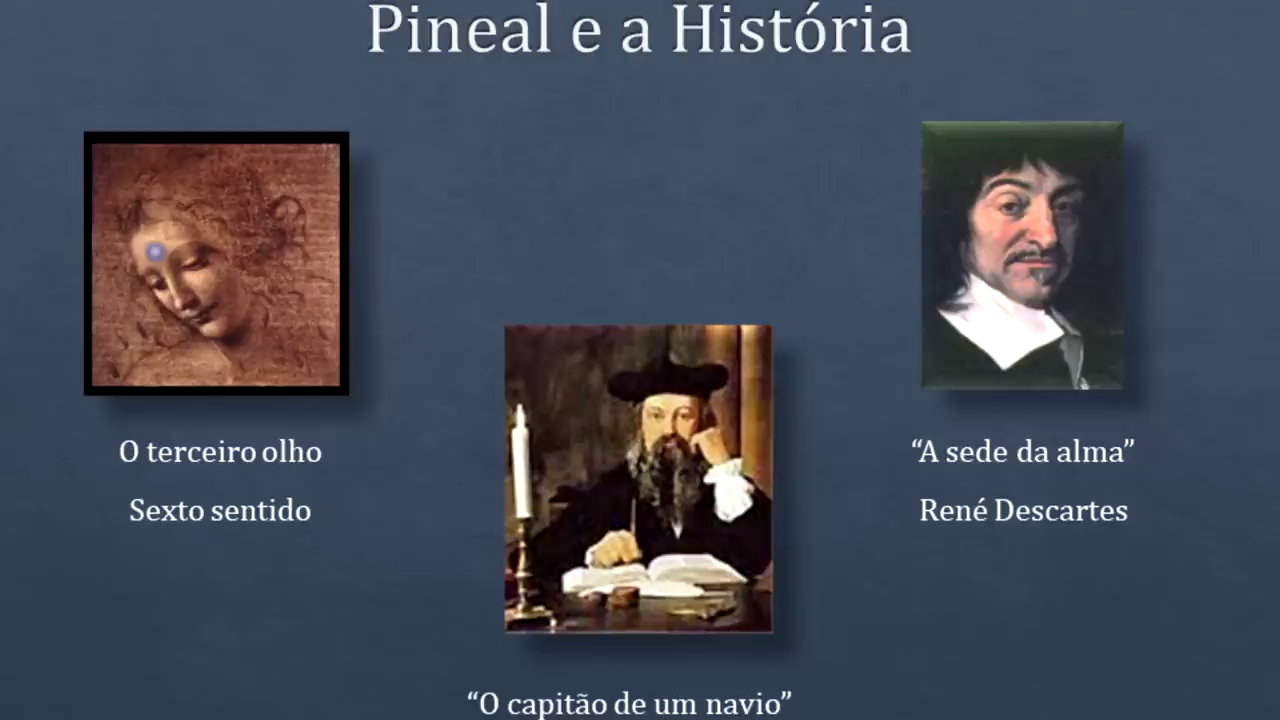 Pineal e a História
O terceiro olho
Sexto sentido
“A sede da alma”
René Descartes
“O capitão de um navio”